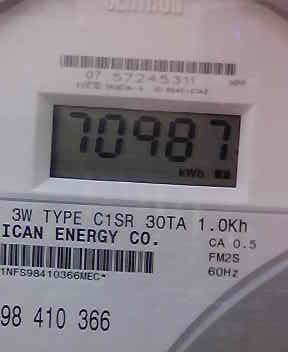 CENTRON
07 57245311
70987
kWh
3W TYPE C1SR 30TA 1.0Kh
ICAN ENERGY CO.
CA 0.5
FM2S
60Hz
1NFS98410366MEC*
98 410 366